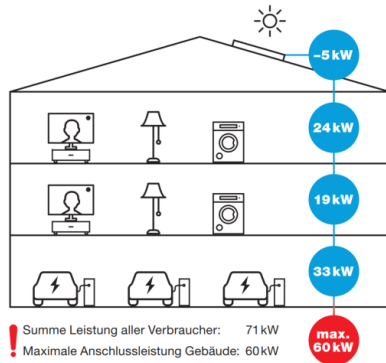 –5 kW
24 kW
19 kW
33 kW
Summe Leistung aller Verbraucher: 71 kW
Maximale Anschlussleistung Gebäude: 60 kW
max.
60 kW